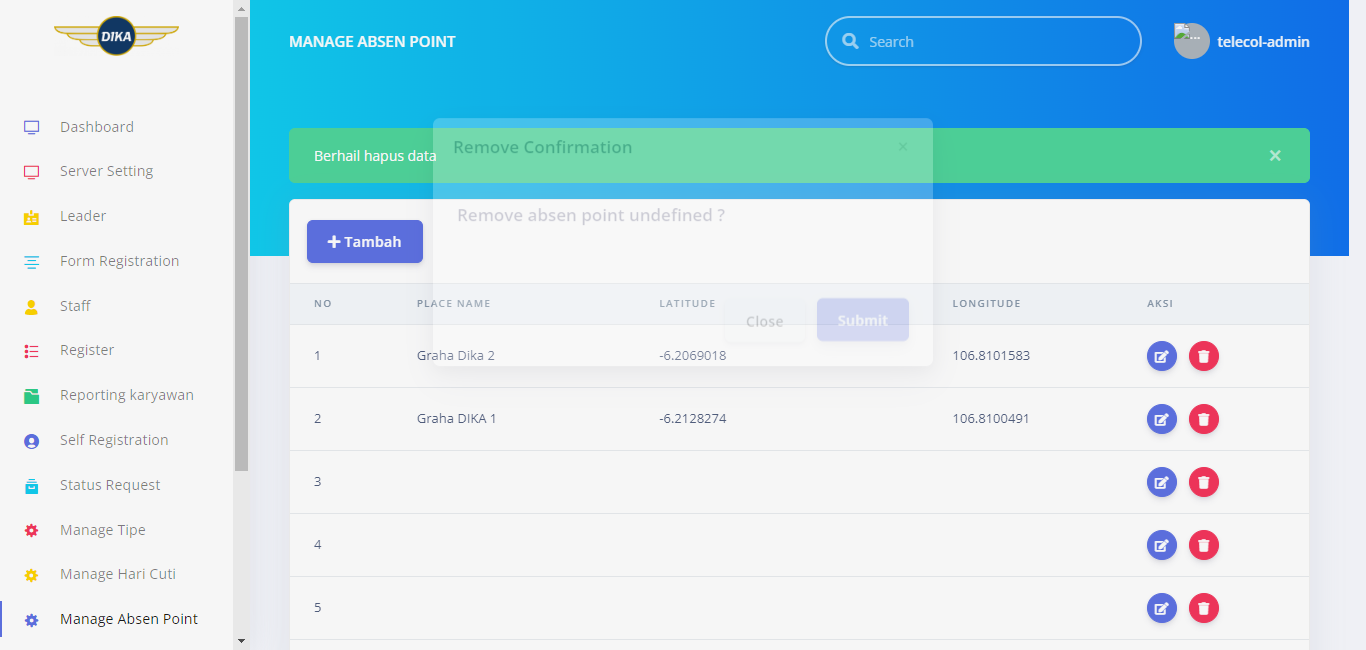 DIKA
Dashboard
Server Setting
Leader
Form Registration
Staff
Register
Reporting karyawan
Self Registration
Status Request
Manage Tipe
Manage Hari Cuti
Manage Absen Point
MANAGE ABSEN POINT
Search
...
telecol-admin
Berhail hapus data
×
Remove Confirmation
×
Remove absen point undefined ?
Close
Submit
Tambah
NO PLACE NAME LATITUDE LONGITUDE AKSI
1 Graha Dika 2 -6.2069018 106.8101583
2 Graha DIKA 1 -6.2128274 106.8100491
3
4
5